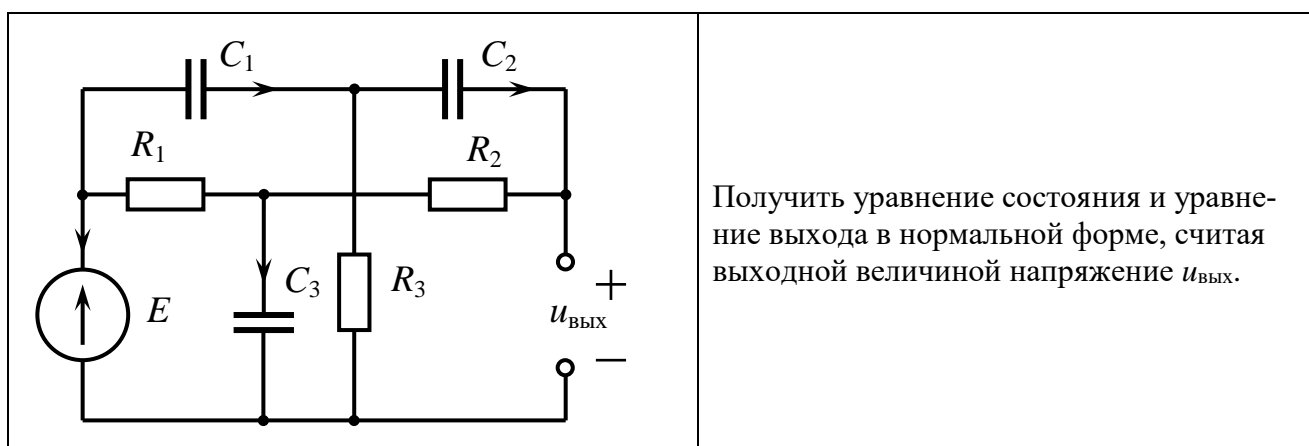 C1
C2
R1
R2
Получить уравнение состояния и уравне-
ние выхода в нормальной форме, считая
выходной величиной напряжение uвых.
E
C3
R3
+
uвых
−